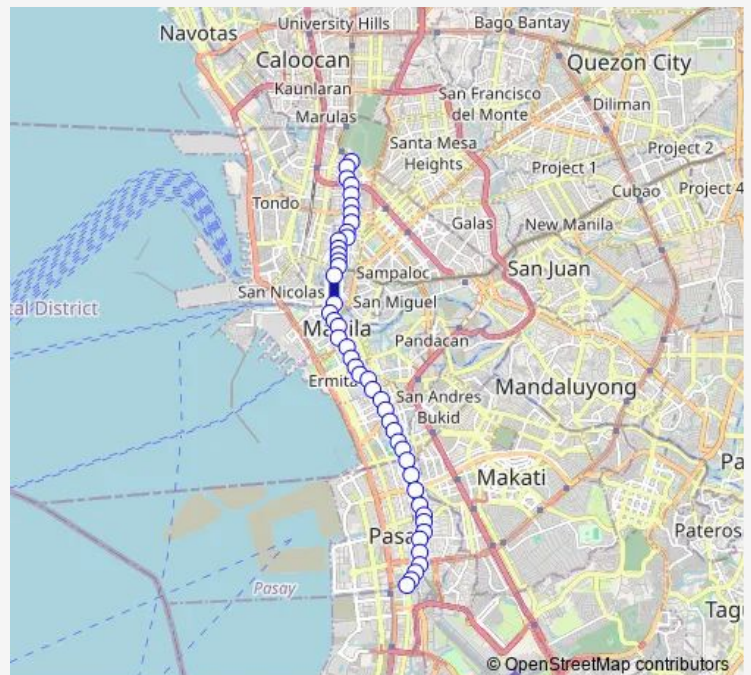 Navotas
University Hills
Bago Bantay
Caloocan
Quezon City
Kaunlaran
San Francisco
del Monte
Diliman
Marulas
Santa Mesa
Heights
Project 2
Project 1
Cubao
Project 4
Tondo
Galas
New Manila
Sampaloc
San Juan
San Nicolas
San Miguel
tal District
Manila
Pandacan
Ermita
San Andres
Bukid
Mandaluyong
Makati
Pa
Pasa
Pateros
Pasay
Tag
© OpenStreetMap contributors